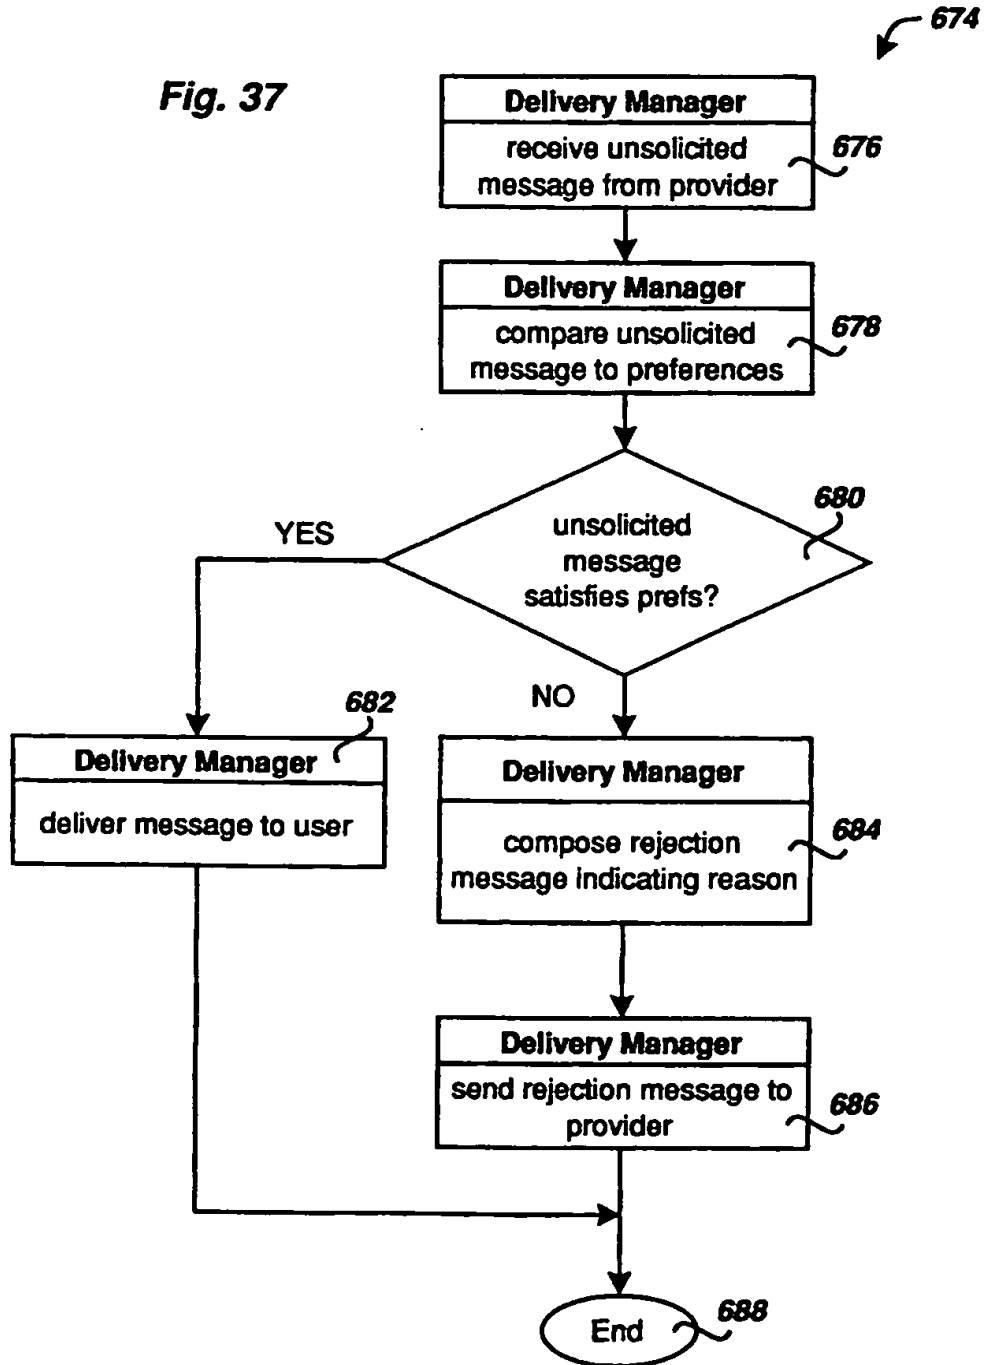 674
Fig. 37
Delivery Manager
receive unsolicited
message from provider
676
Delivery Manager
compare unsolicited
message to preferences
678
unsolicited
message
satisfies prefs?
680
YES
NO
682
Delivery Manager
deliver message to user
Delivery Manager
compose rejection
message indicating reason
684
Delivery Manager
send rejection message to
provider
686
End
688